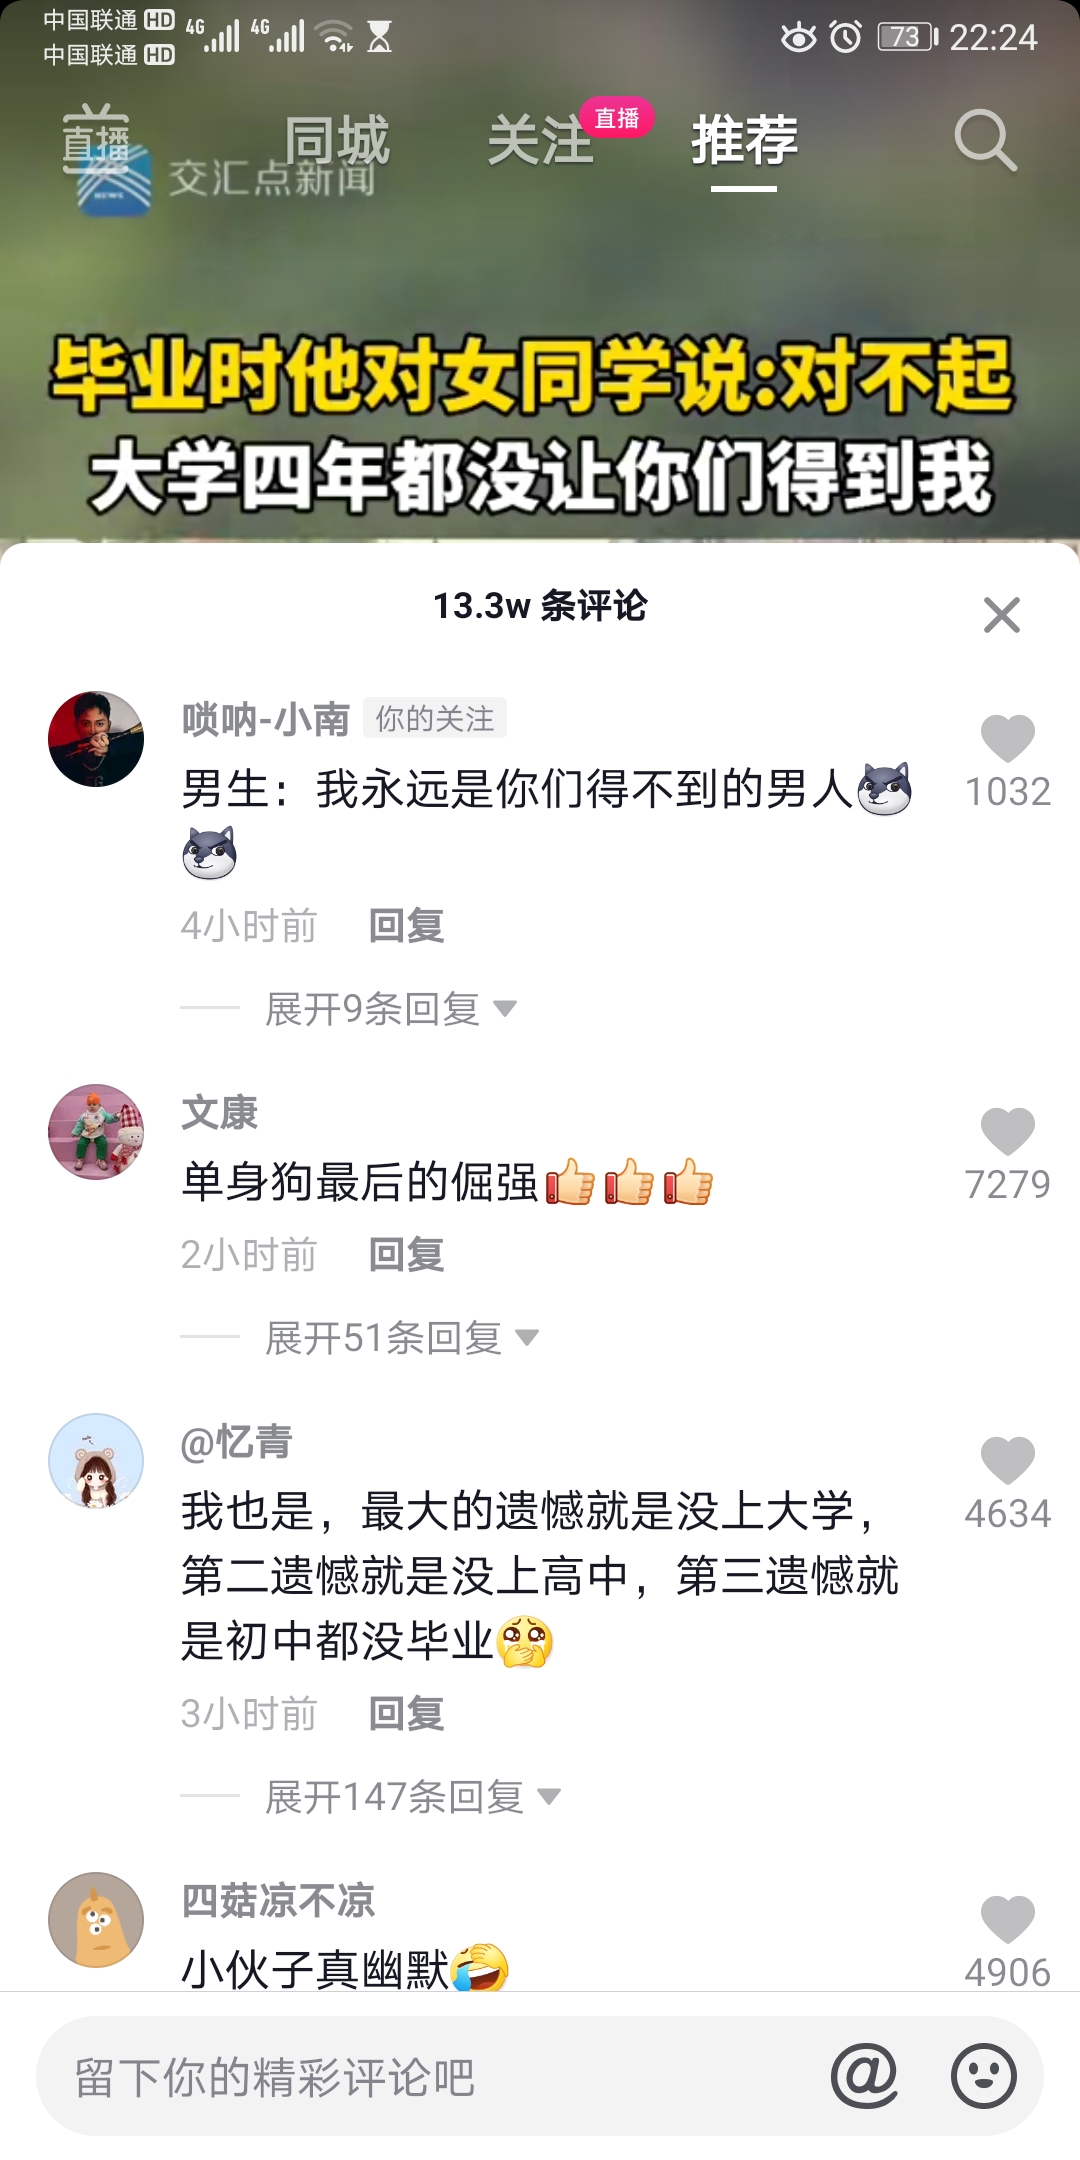 中国联通 HD 4G 4G 73 22:24
中国联通 HD
直播 同城 关注 直播 推荐
NEWS 交汇点新闻
毕业时他对女同学说:对不起
大学四年都没让你们得到我
13.3w 条评论
唢呐-小南 你的关注
男生：我永远是你们得不到的男人
1032
4小时前 回复
展开9条回复
文康
单身狗最后的倔强
7279
2小时前 回复
展开51条回复
@忆青
我也是，最大的遗憾就是没上大学，
4634
第二遗憾就是没上高中，第三遗憾就
是初中都没毕业
3小时前 回复
展开147条回复
四菇凉不凉
小伙子真幽默
4906
留下你的精彩评论吧 @